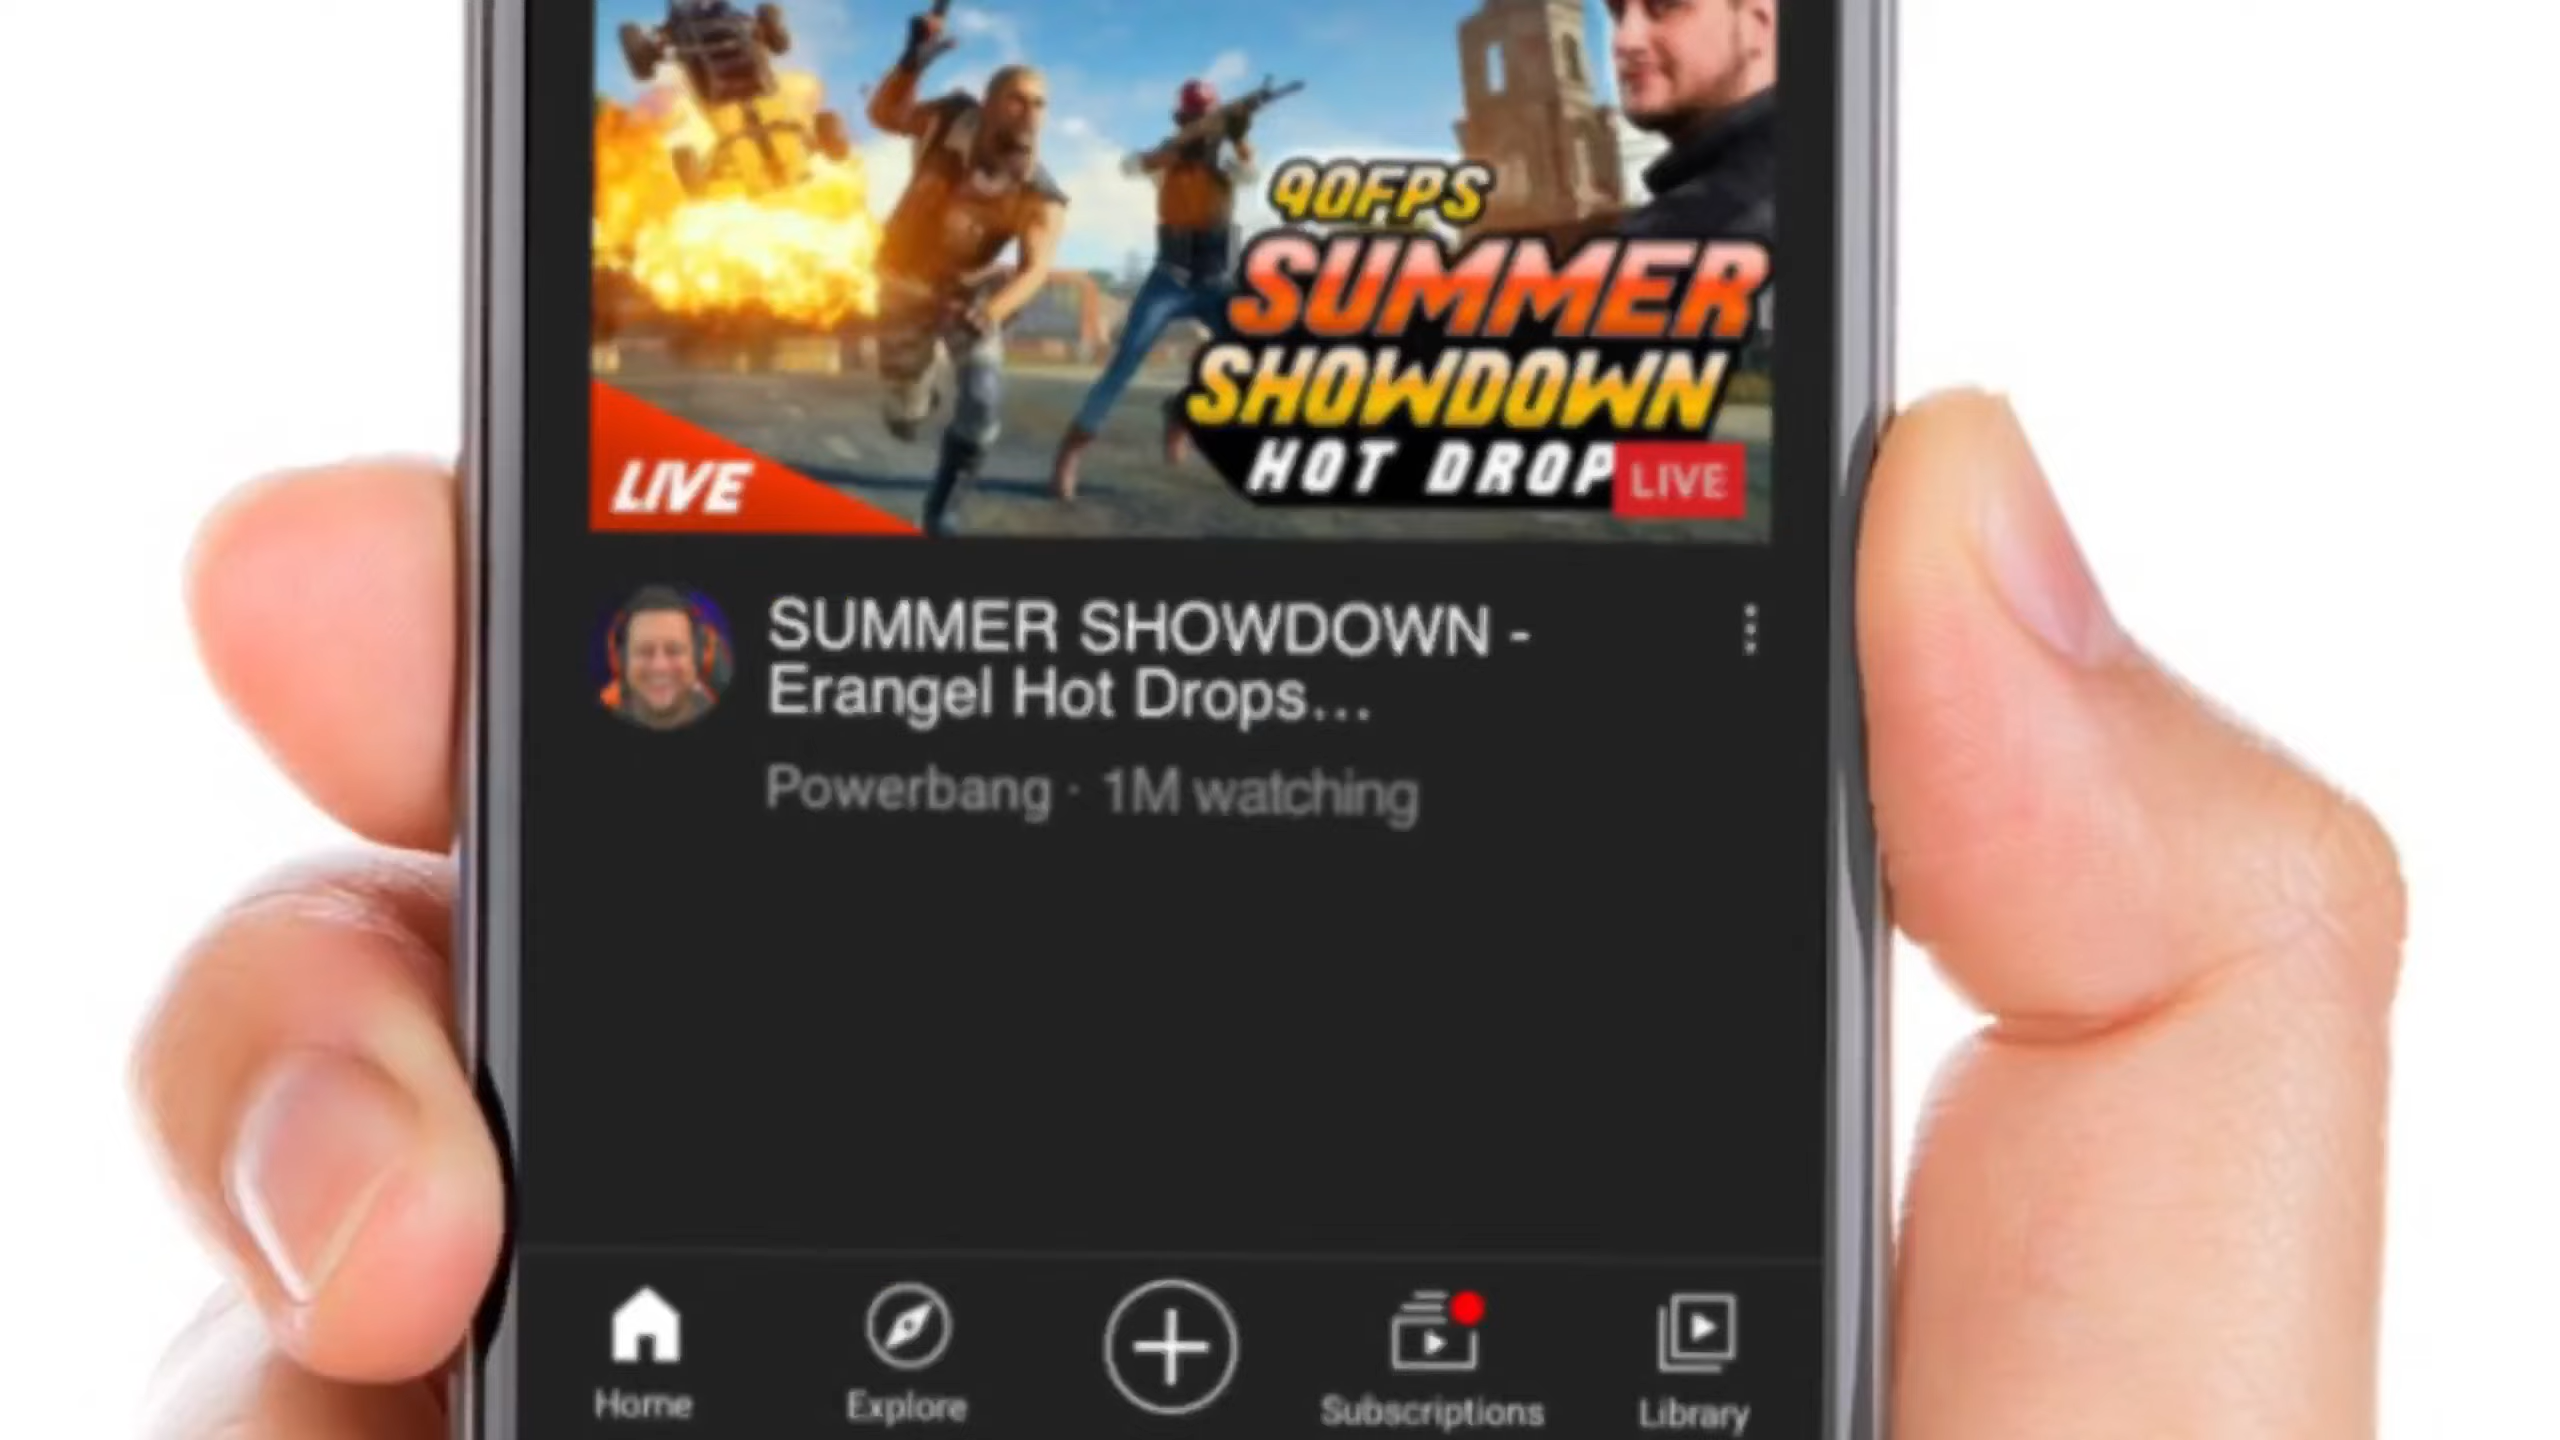 90FPS
SUMMER
SHOWDOWN
HOT DROP
LIVE
LIVE
SUMMER SHOWDOWN -
Erangel Hot Drops...
Powerbang · 1M watching
Home
Explore
Subscriptions
Library